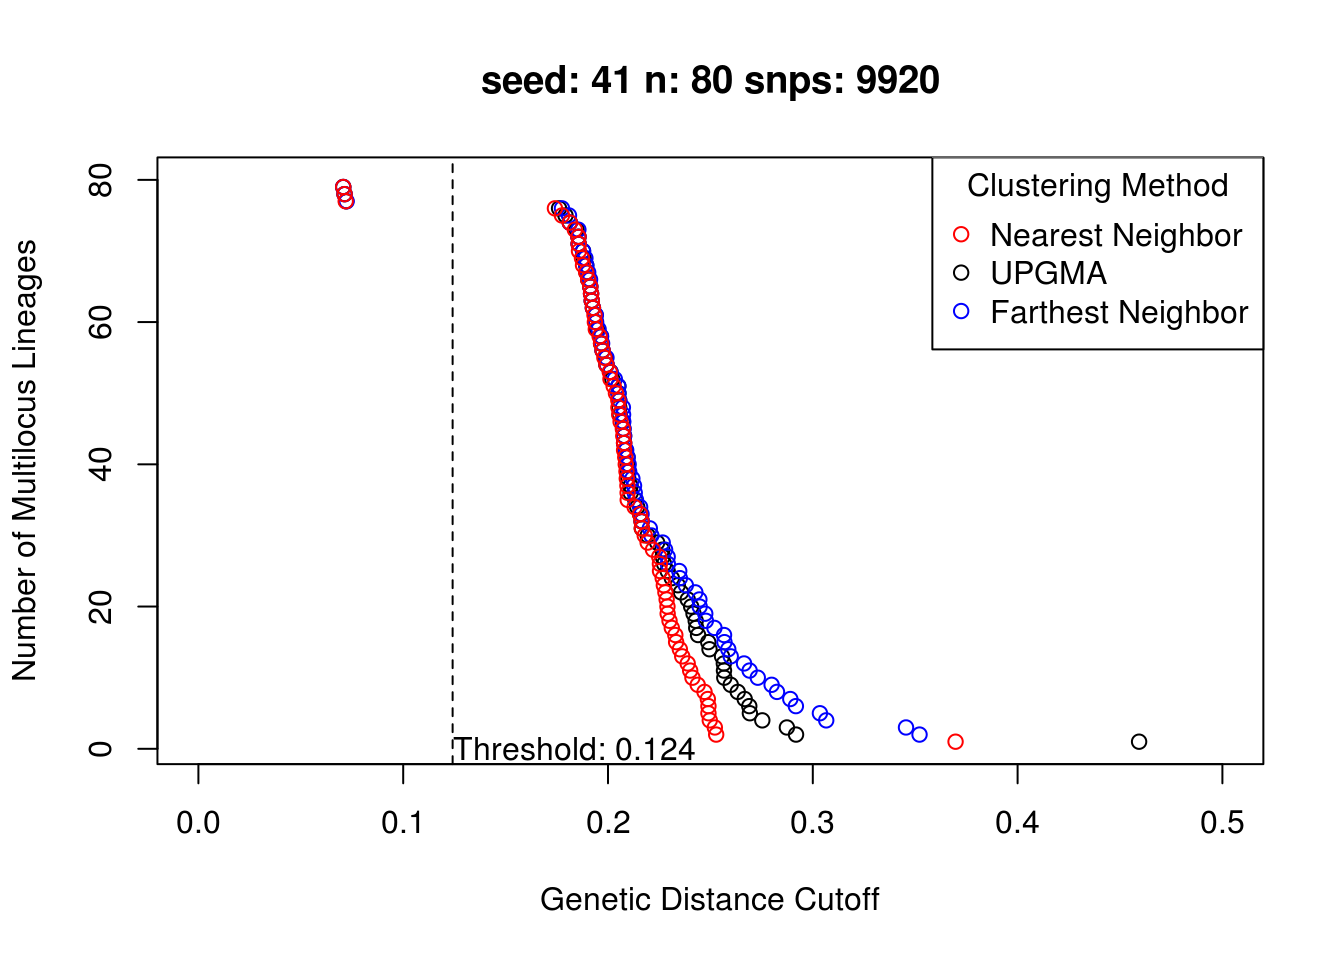 seed: 41 n: 80 snps: 9920
Number of Multilocus Lineages
80
60
40
20
0
Clustering Method
Nearest Neighbor
UPGMA
Farthest Neighbor
Threshold: 0.124
0.0 0.1 0.2 0.3 0.4 0.5
Genetic Distance Cutoff